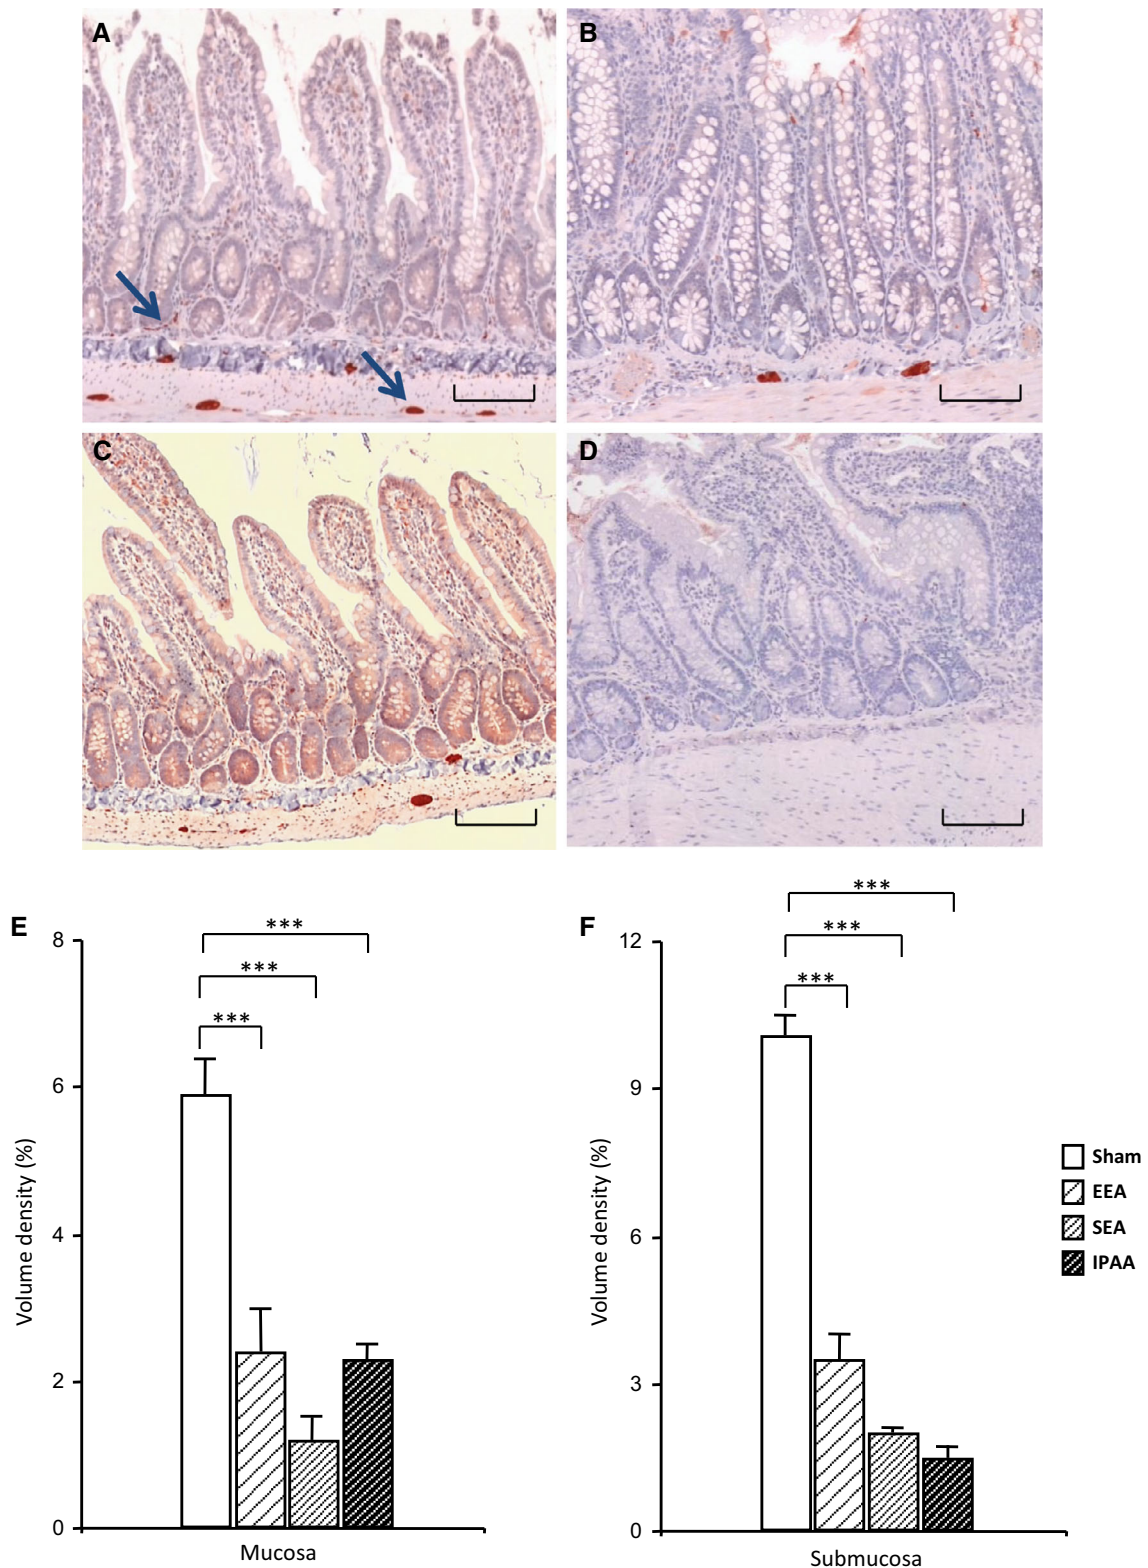 A
B
C
D
E
F
***
***
***
8
6
4
2
0
Volume density (%)
Mucosa
***
***
***
12
9
6
3
0
Volume density (%)
Submucosa
Sham
EEA
SEA
IPAA